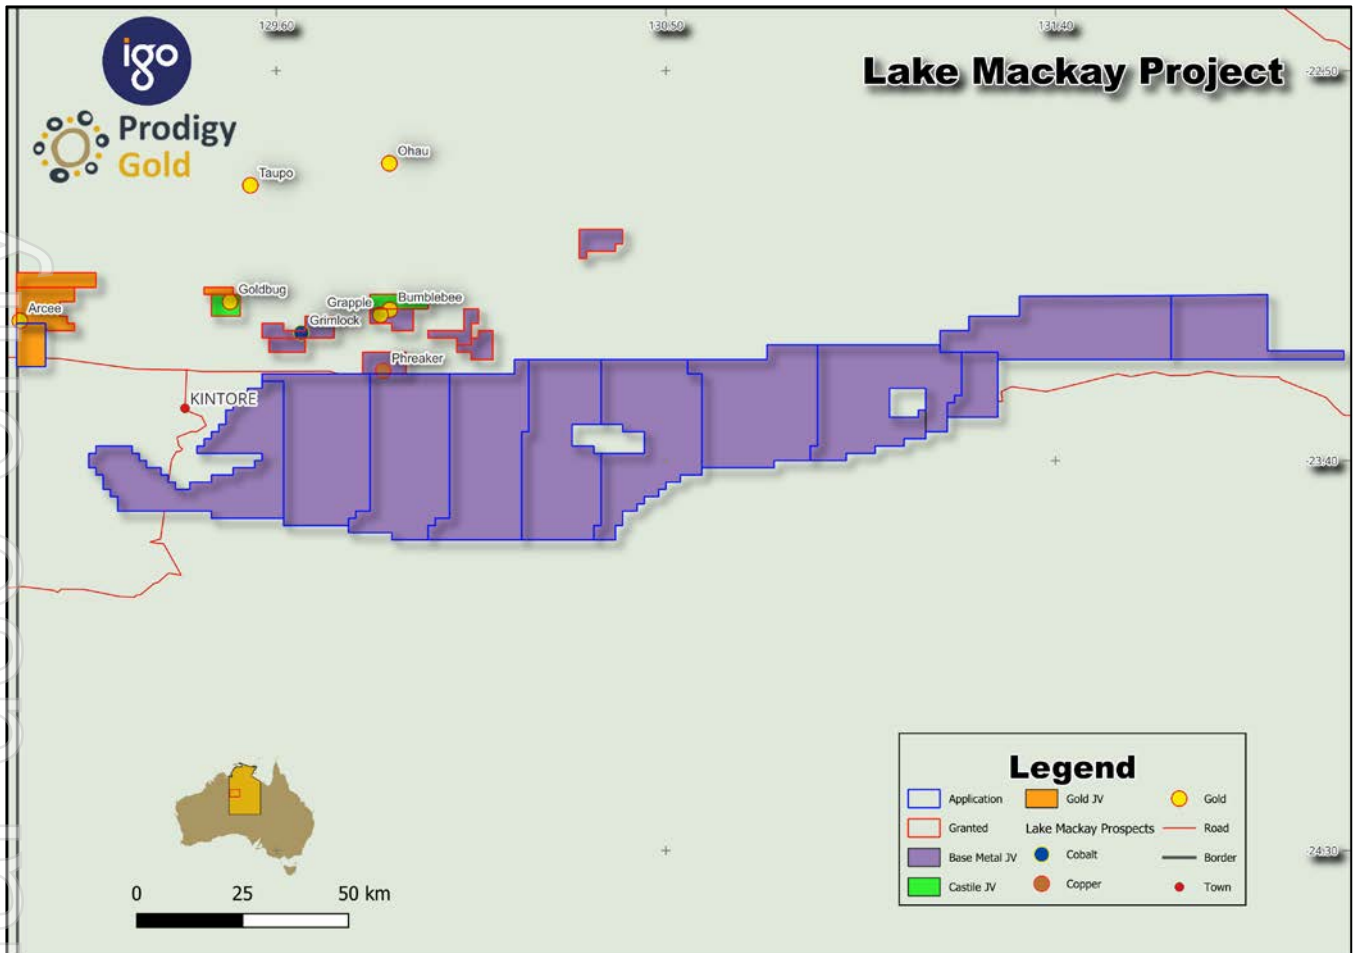 129.60
130.50
131.40
igo
Prodigy
Gold
Lake Mackay Project
-22.50
Ohau
Taupo
Goldbug
Grapple
Bumblebee
Arcee
Grimlock
Phreaker
KINTORE
-23.40
Legend
Application
Gold JV
Gold
Granted
Lake Mackay Prospects
Road
Base Metal JV
Cobalt
Border
Castile JV
Copper
Town
-24.30
0 25 50 km